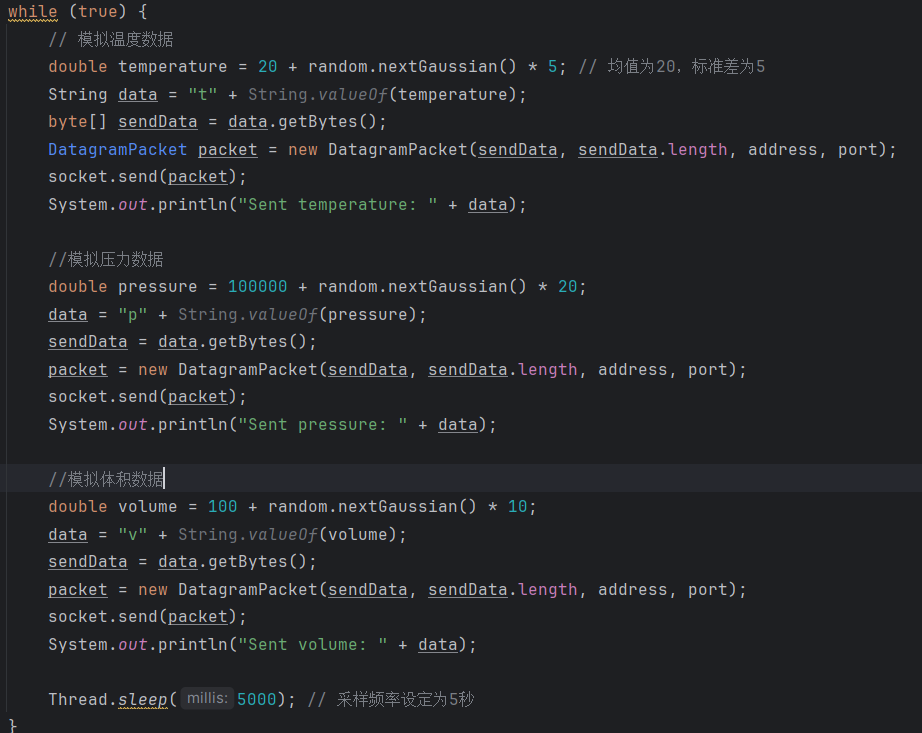 while (true) {
    // 模拟温度数据
    double temperature = 20 + random.nextGaussian() * 5; // 均值为20，标准差为5
    String data = "t" + String.valueOf(temperature);
    byte[] sendData = data.getBytes();
    DatagramPacket packet = new DatagramPacket(sendData, sendData.length, address, port);
    socket.send(packet);
    System.out.println("Sent temperature: " + data);

    //模拟压力数据
    double pressure = 100000 + random.nextGaussian() * 20;
    data = "p" + String.valueOf(pressure);
    sendData = data.getBytes();
    packet = new DatagramPacket(sendData, sendData.length, address, port);
    socket.send(packet);
    System.out.println("Sent pressure: " + data);

    //模拟体积数据
    double volume = 100 + random.nextGaussian() * 10;
    data = "v" + String.valueOf(volume);
    sendData = data.getBytes();
    packet = new DatagramPacket(sendData, sendData.length, address, port);
    socket.send(packet);
    System.out.println("Sent volume: " + data);

    Thread.sleep( millis: 5000); // 采样频率设定为5秒
}